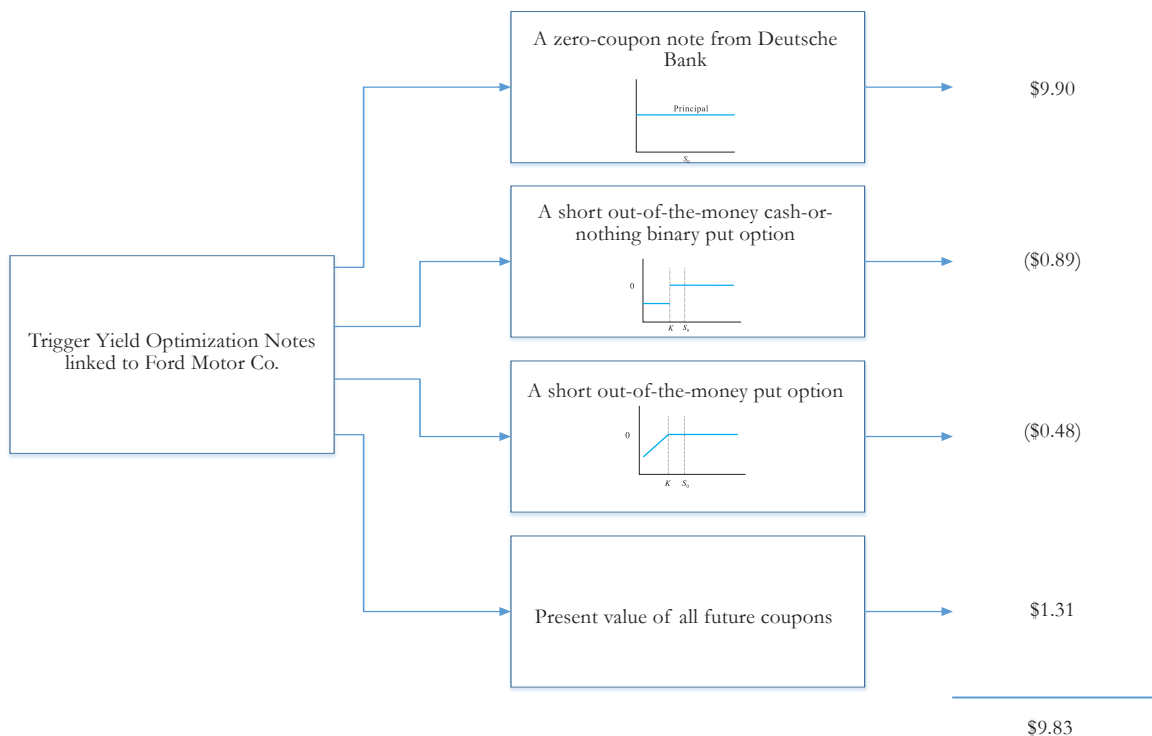 A zero-coupon note from Deutsche
Bank
Principal
S₀
$9.90
A short out-of-the-money cash-or-
nothing binary put option
0
K S₀
($0.89)
Trigger Yield Optimization Notes
linked to Ford Motor Co.
A short out-of-the-money put option
0
K S₀
($0.48)
Present value of all future coupons
$1.31
$9.83